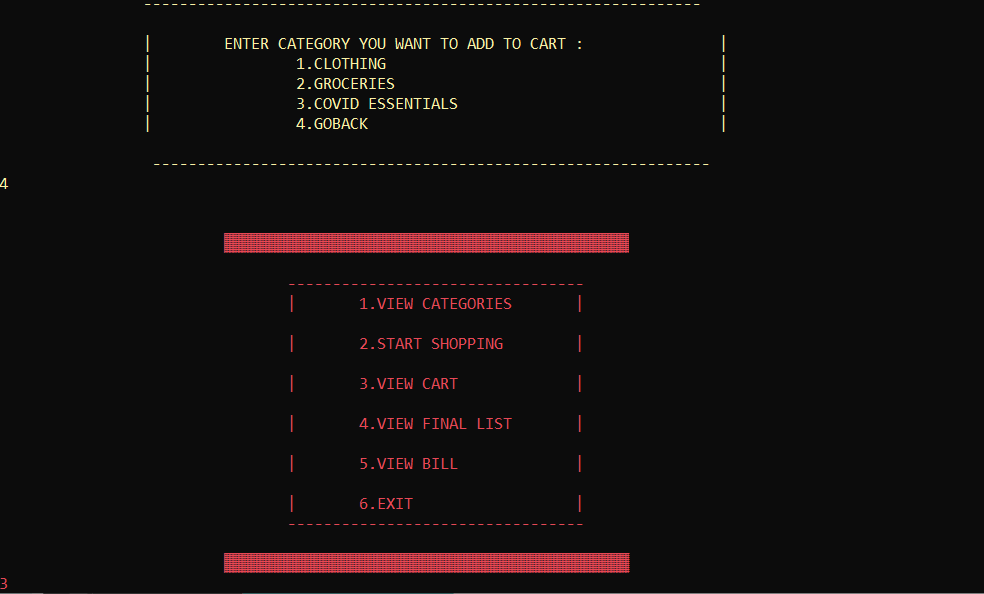 --------------------------------------------------------------
| ENTER CATEGORY YOU WANT TO ADD TO CART : |
| 1.CLOTHING |
| 2.GROCERIES |
| 3.COVID ESSENTIALS |
| 4.GOBACK |
--------------------------------------------------------------
4
---------------------------------
| 1.VIEW CATEGORIES |
| 2.START SHOPPING |
| 3.VIEW CART |
| 4.VIEW FINAL LIST |
| 5.VIEW BILL |
| 6.EXIT |
---------------------------------
3